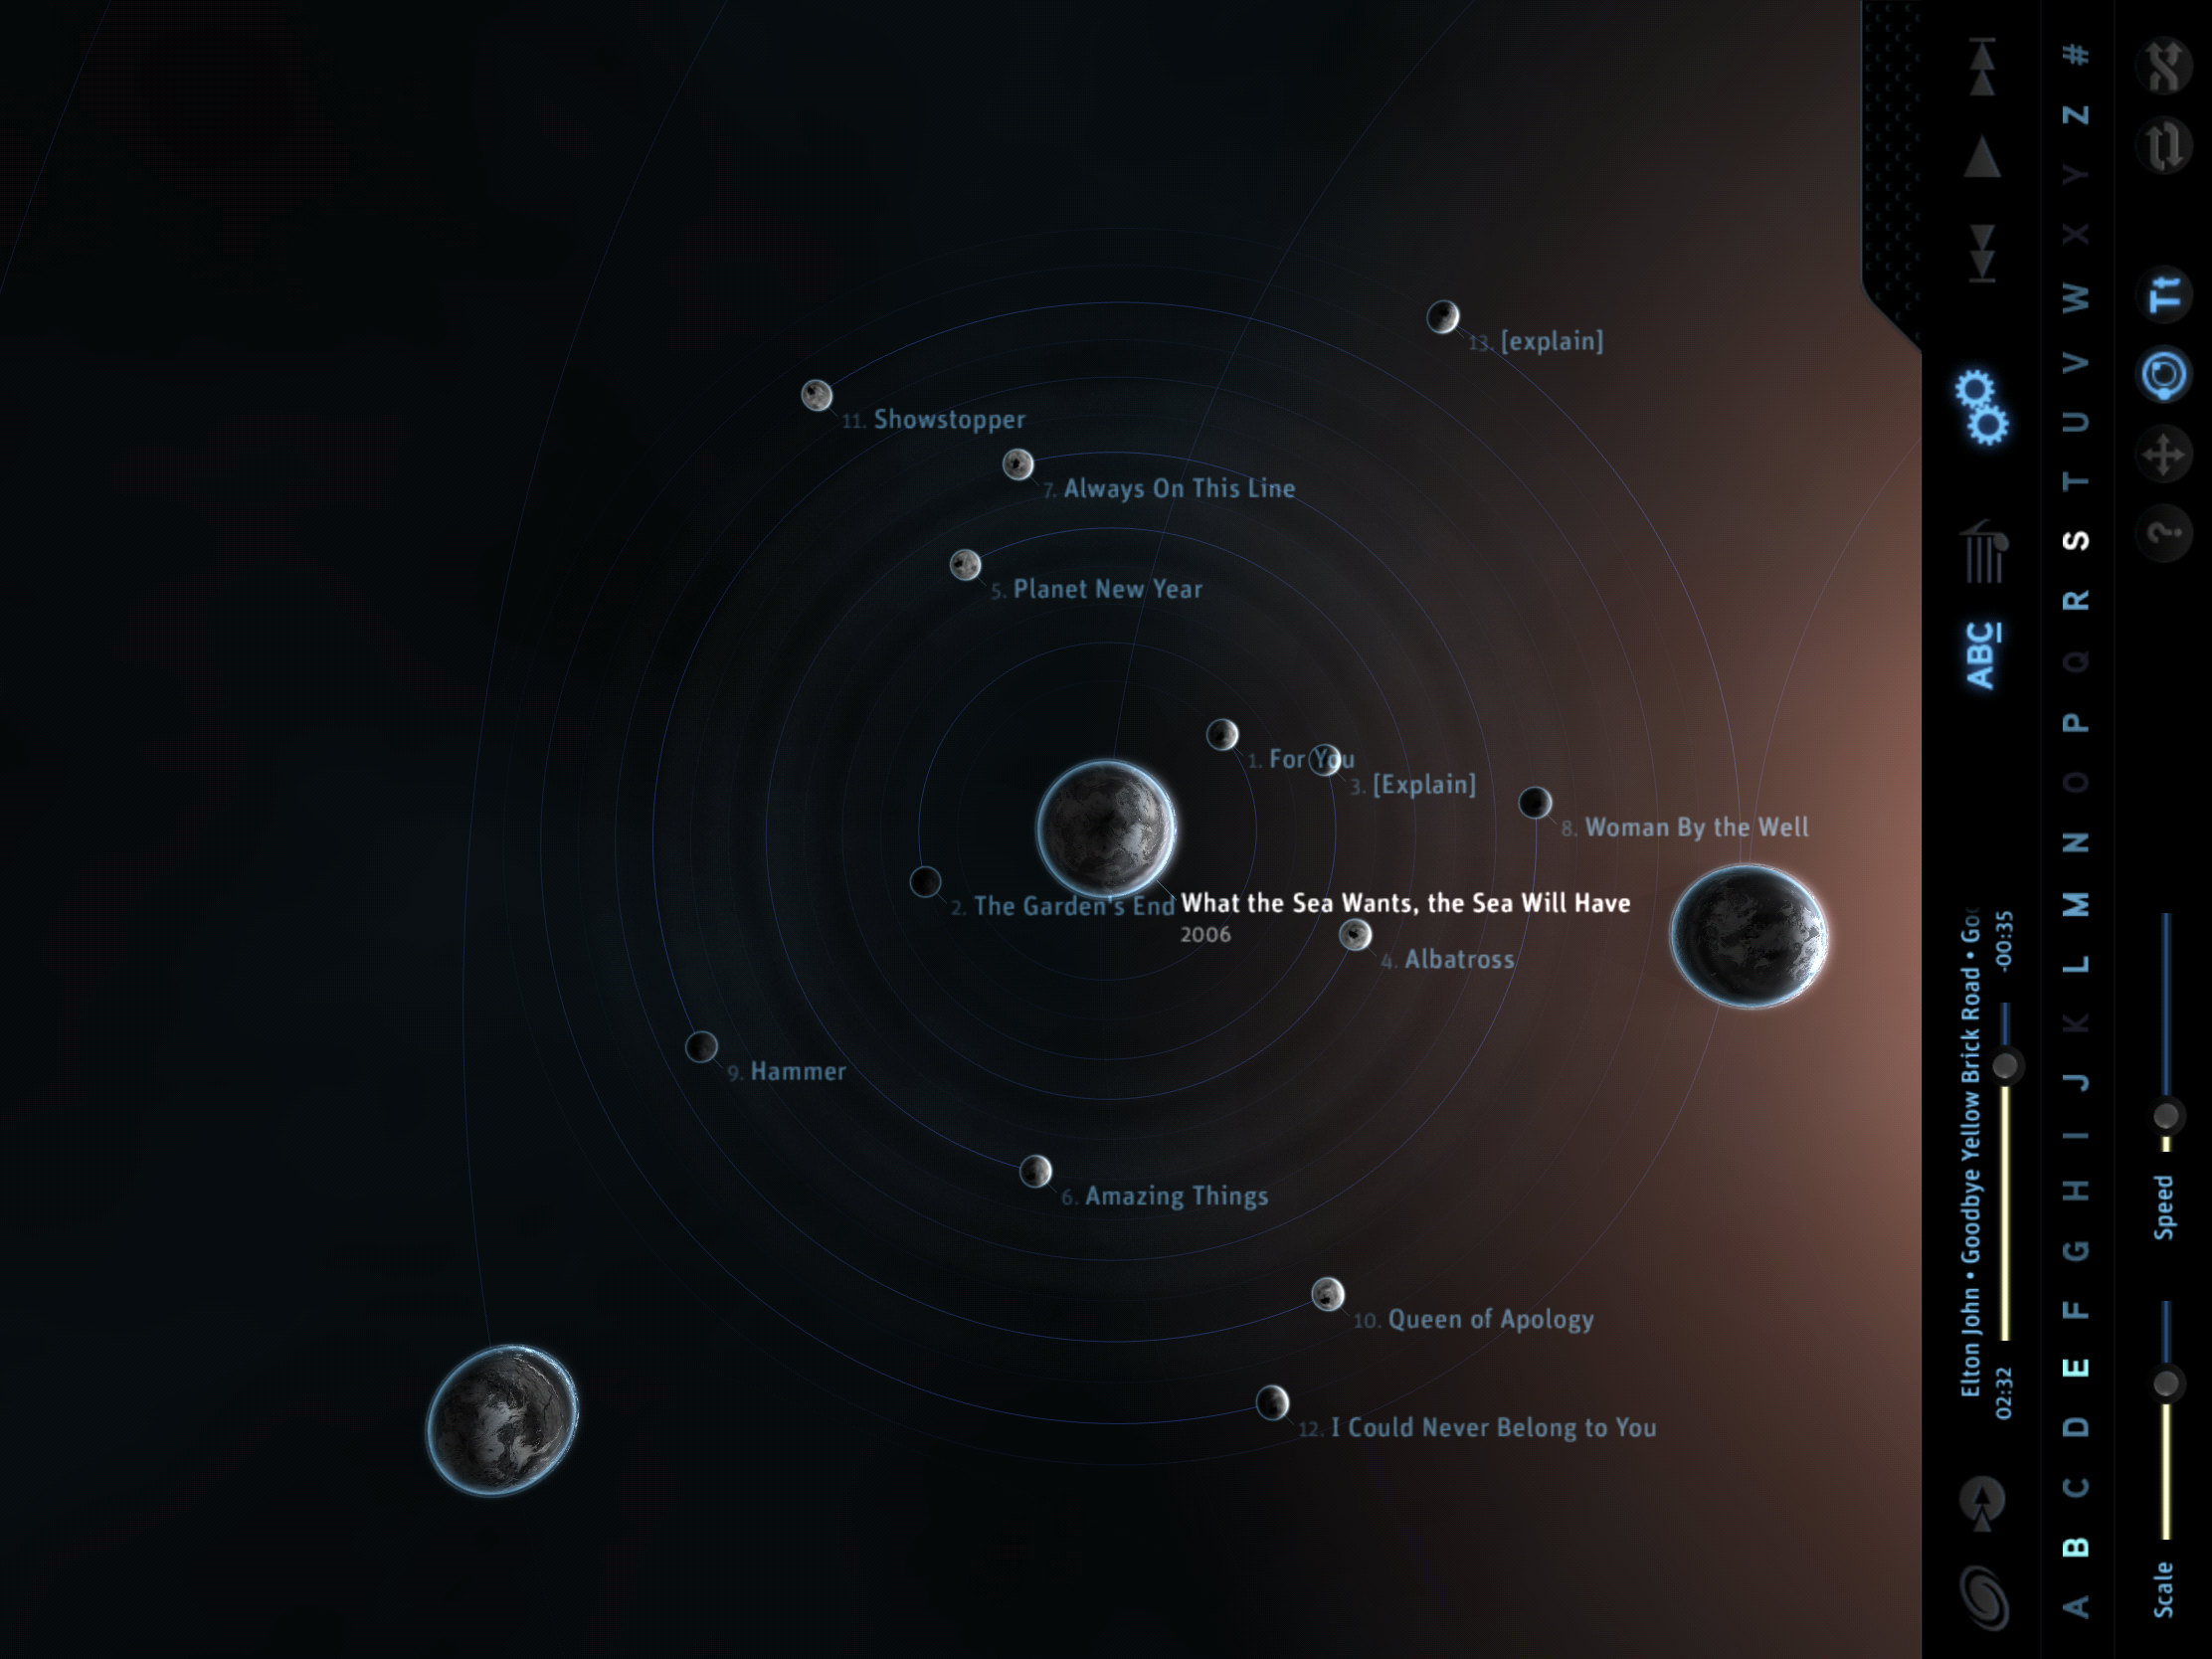 13. [explain]
11. Showstopper
7. Always On This Line
5. Planet New Year
1. For You
3. [Explain]
8. Woman By the Well
2. The Garden's End
What the Sea Wants, the Sea Will Have
2006
4. Albatross
9. Hammer
6. Amazing Things
10. Queen of Apology
12. I Could Never Belong to You
ABC
Elton John • Goodbye Yellow Brick Road •
02:32
-00:35
A B C D E F G H I J K L M N O P Q R S T U V W X Y Z #
Scale
Speed
?
Tt